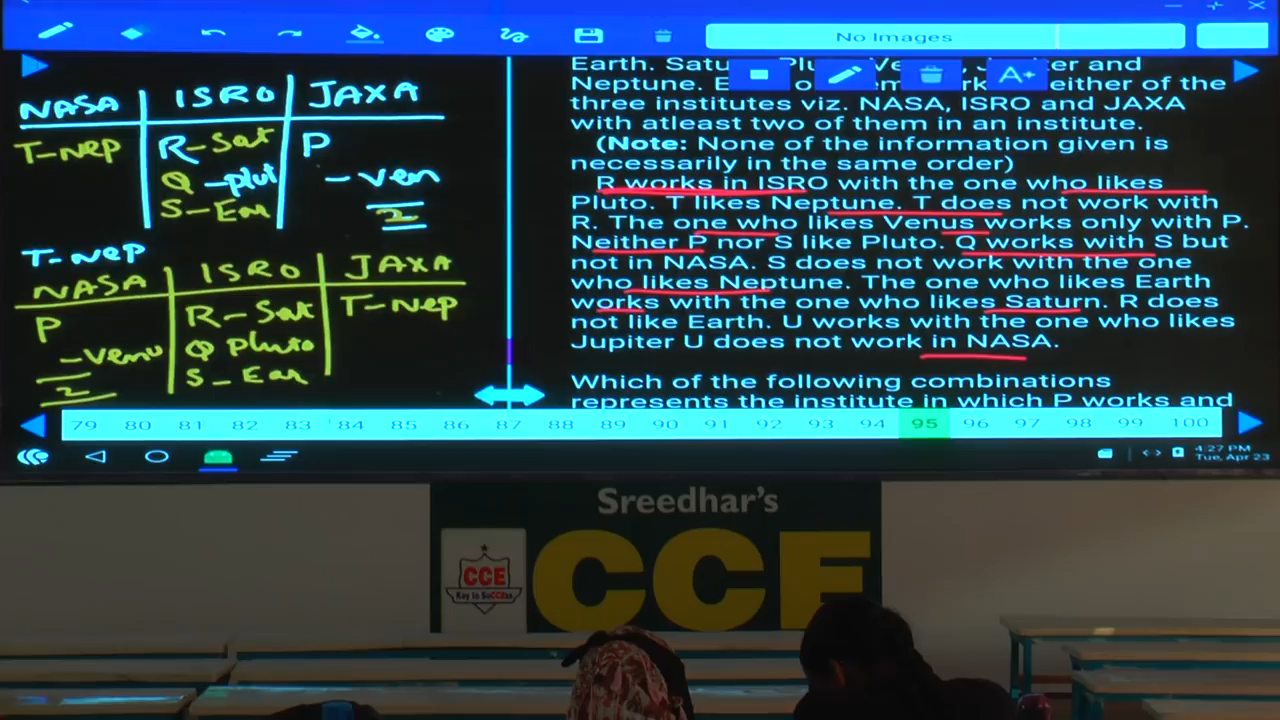 No Images
A+
NASA ISRO JAXA
T-Nep R-Sat P
Q -plut -ven
S-Ear 2
T-Nep
NASA ISRO JAXA
P R-Sat T-Nep
-venu Q Pluto
2 S-Ear
Earth.
Neptune.
three institutes viz. NASA, ISRO and JAXA
with atleast two of them in an institute.
(Note: None of the information given is
necessarily in the same order)
R works in ISRO with the one who likes
Pluto. T likes Neptune. T does not work with
R. The one who likes Venus works only with P.
Neither P nor S like Pluto. Q works with S but
not in NASA. S does not work with the one
who likes Neptune. The one who likes Earth
works with the one who likes Saturn. R does
not like Earth. U works with the one who likes
Jupiter U does not work in NASA.
Which of the following combinations
represents the institute in which P works and
79 80 81 82 83 84 85 86 87 88 89 90 91 92 93 94 95 96 97 98 99 100
4:27 PM
Tue, Apr 23
Sreedhar's
CCE
CCE
Key to SuCCEss